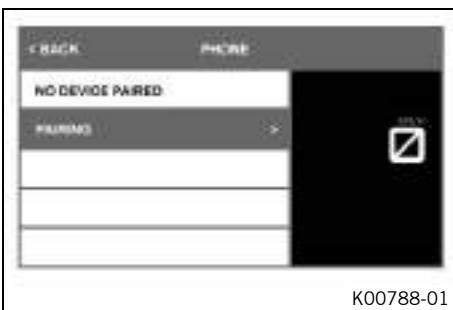 < BACK PHONE
NO DEVICE PAIRED
PAIRING >
K00788-01